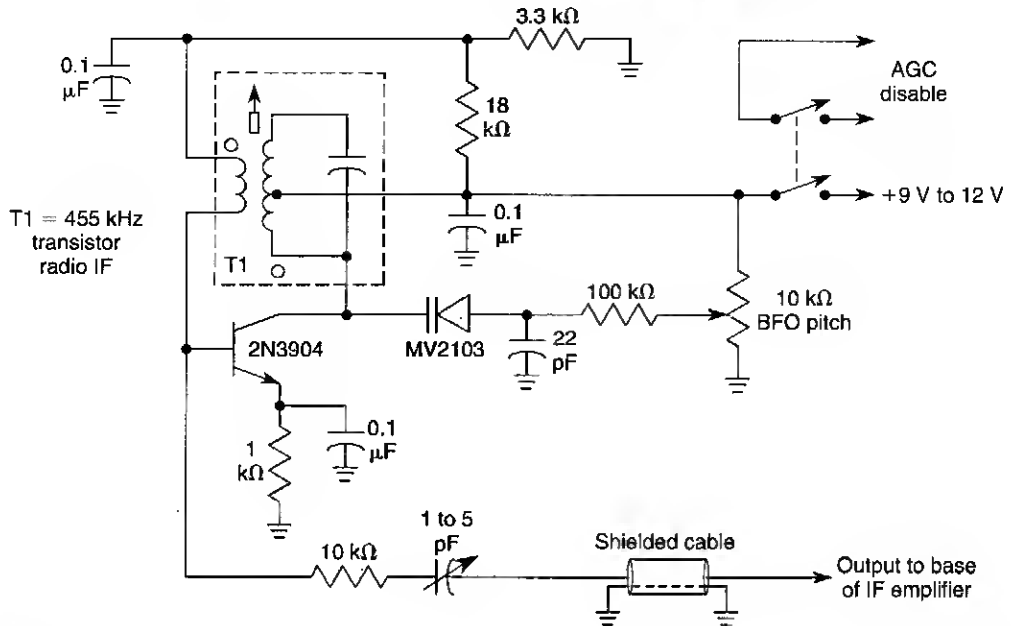 3.3 kΩ
0.1
μF
AGC
disable
18
kΩ
+9 V to 12 V
T1 = 455 kHz
transistor
radio IF
0.1
μF
T1
100 kΩ
10 kΩ
BFO pitch
2N3904
MV2103
22
pF
0.1
μF
1
kΩ
1 to 5
pF
10 kΩ
Shielded cable
Output to base
of IF emplifier